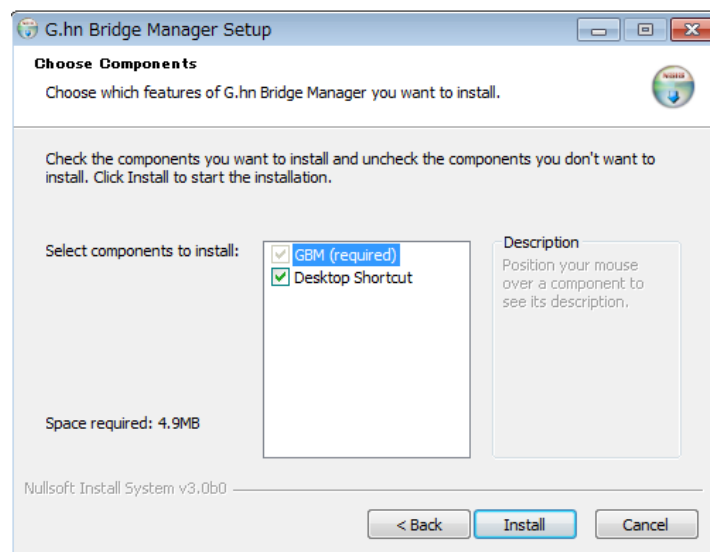 G.hn Bridge Manager Setup
Choose Components
Choose which features of G.hn Bridge Manager you want to install.
Check the components you want to install and uncheck the components you don't want to
install. Click Install to start the installation.
Select components to install:
GBM (required)
Desktop Shortcut
Description
Position your mouse
over a component to
see its description.
Space required: 4.9MB
Nullsoft Install System v3.0b0
< Back
Install
Cancel